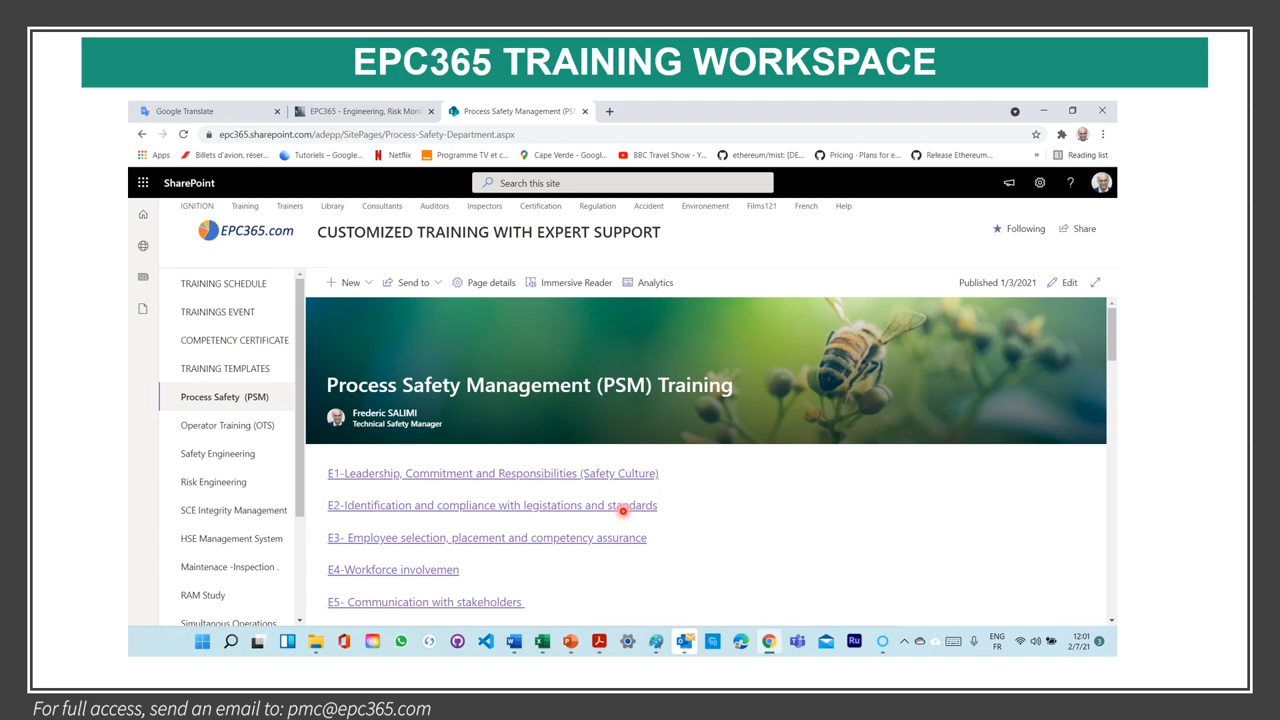 EPC365 TRAINING WORKSPACE
Google Translate
EPC365 - Engineering, Risk Mon
Process Safety Management (PS
epc365.sharepoint.com/adepp/SitePages/Process-Safety-Department.aspx
Apps Billets d'avion, réser... Tutoriels – Google... Netflix Programme TV et c... Cape Verde - Googl... BBC Travel Show - Y... ethereum/mist: [DE... Pricing · Plans for e... Release Ethereum... » Reading list
SharePoint
Search this site
IGNITION Training Trainers Library Consultants Auditors Inspectors Certification Regulation Accident Environement Films121 French Help
EPC365.com
CUSTOMIZED TRAINING WITH EXPERT SUPPORT
Following Share
New Send to Page details Immersive Reader Analytics
Published 1/3/2021 Edit
TRAINING SCHEDULE
TRAININGS EVENT
COMPETENCY CERTIFICATE
TRAINING TEMPLATES
Process Safety (PSM)
Operator Training (OTS)
Safety Engineering
Risk Engineering
SCE Integrity Management
HSE Management System
Maintenace -Inspection .
RAM Study
Simultanous Operations
Process Safety Management (PSM) Training
Frederic SALIMI
Technical Safety Manager
E1-Leadership, Commitment and Responsibilities (Safety Culture)
E2-Identification and compliance with legistations and standards
E3- Employee selection, placement and competency assurance
E4-Workforce involvemen
E5- Communication with stakeholders
Ru
ENG
FR
12:01
2/7/21
3
For full access, send an email to: pmc@epc365.com